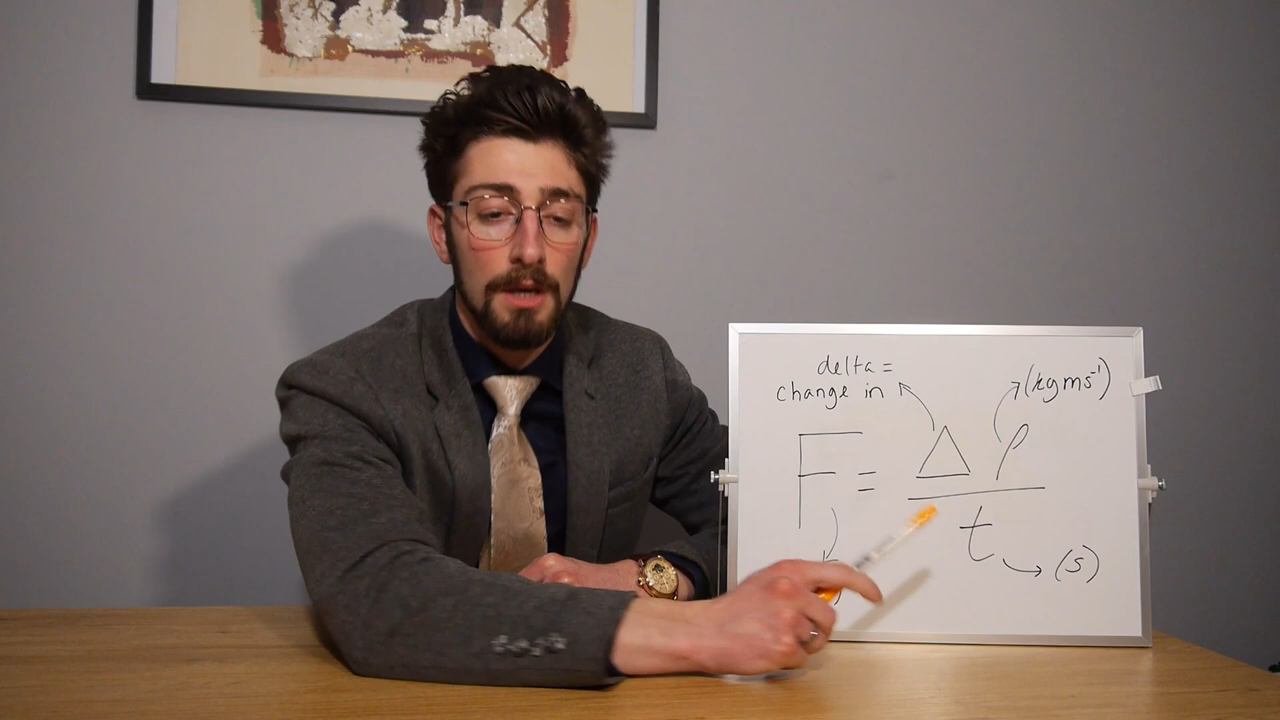 delta =
change in
(kgms⁻¹)
F = Δρ
t
(s)